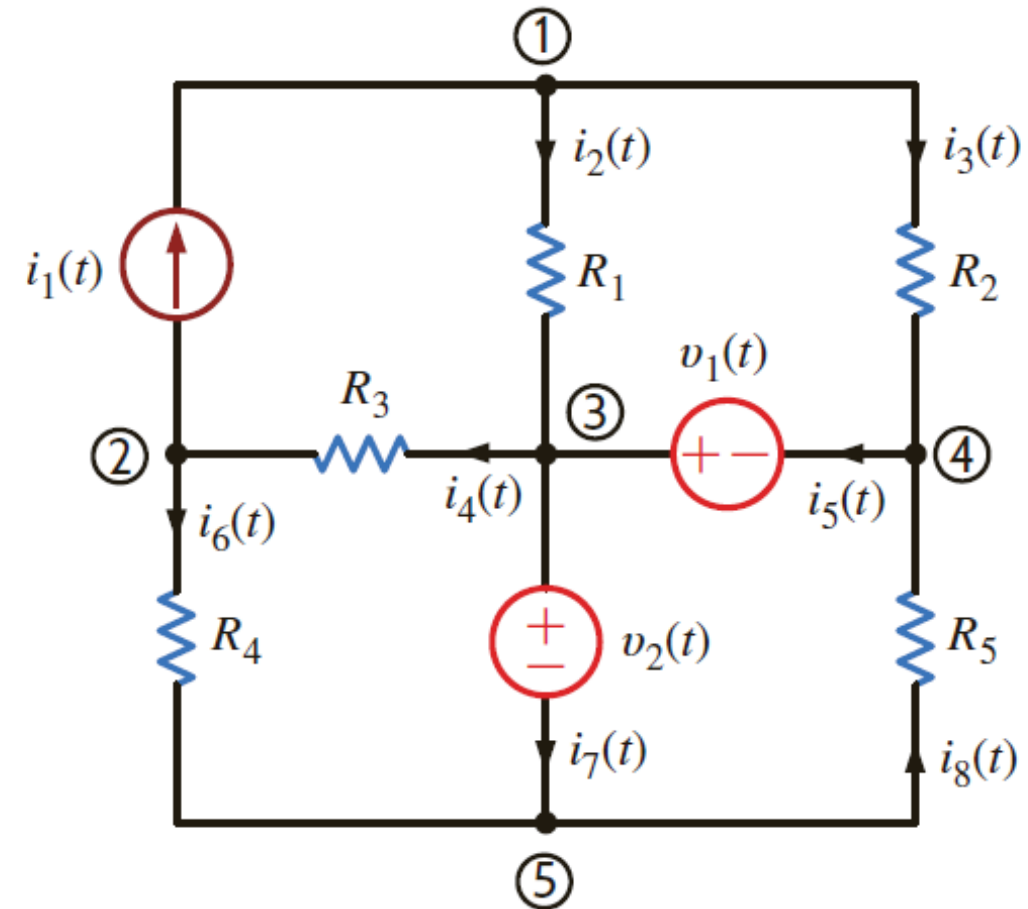 ①
i₂(t)
i₃(t)
i₁(t)
R₁
R₂
v₁(t)
R₃
③
+ −
②
④
i₄(t)
i₅(t)
i₆(t)
R₄
+
−
v₂(t)
R₅
i₇(t)
i₈(t)
⑤